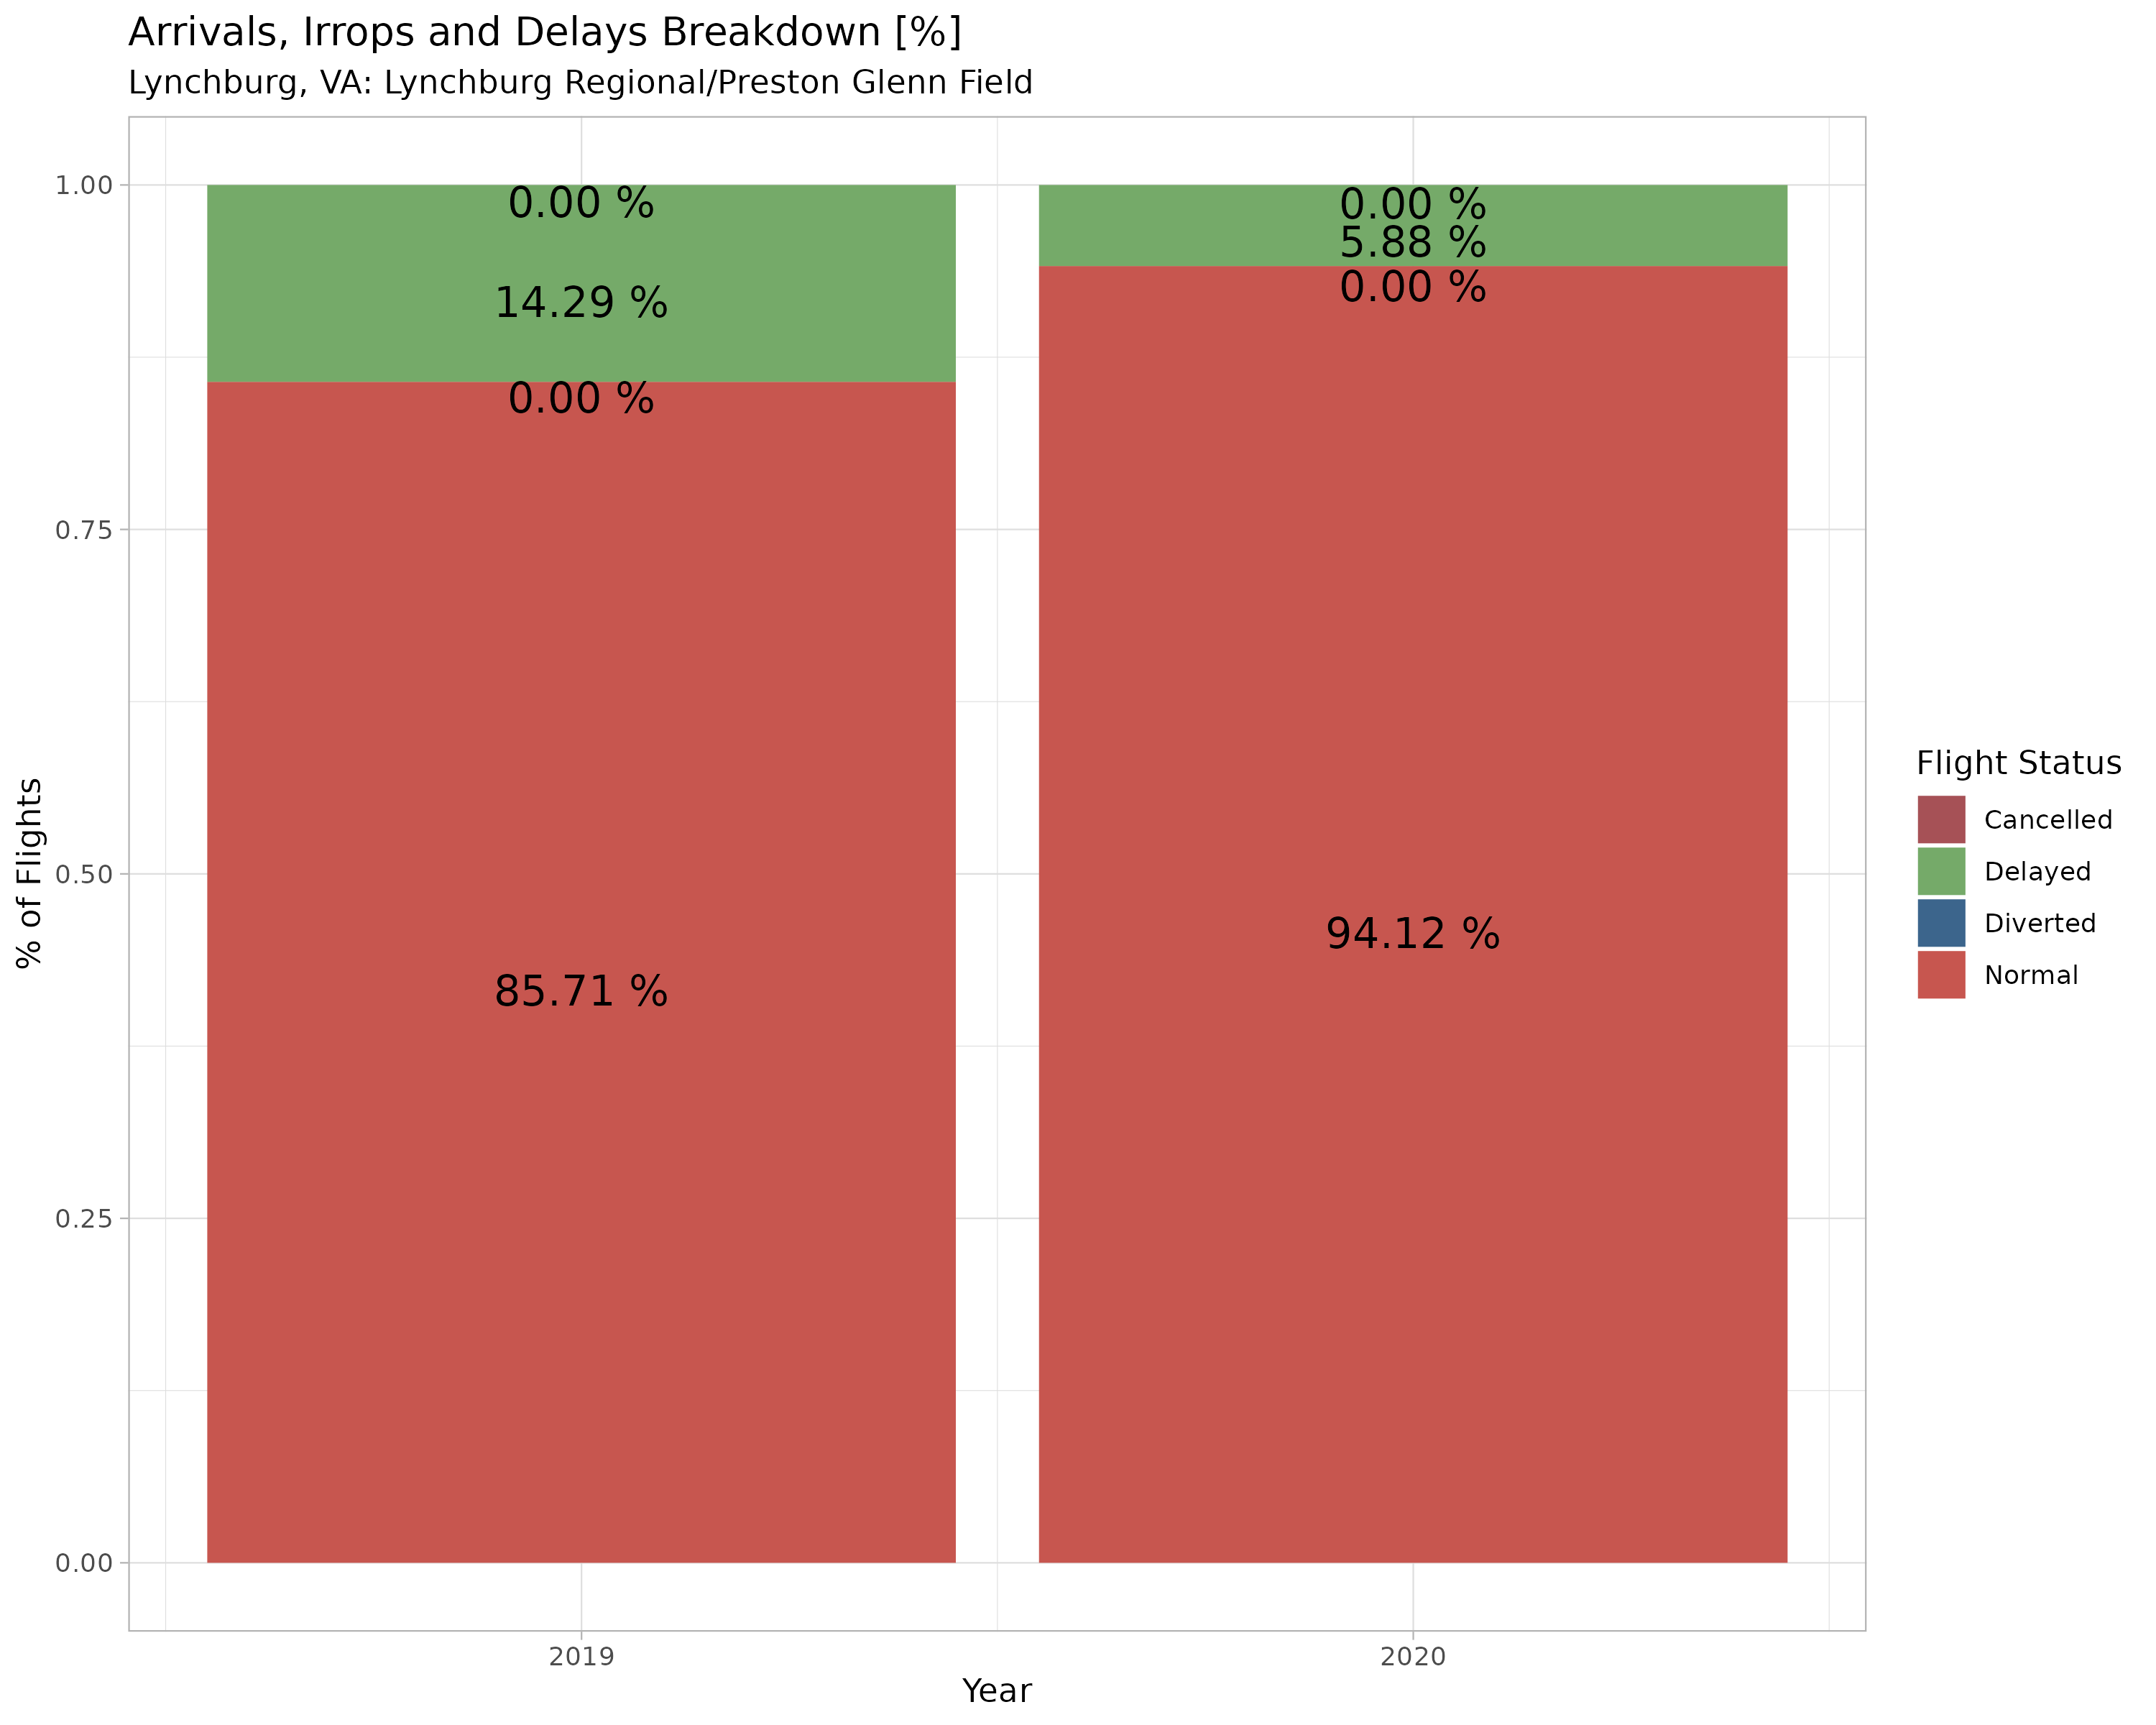 Arrivals, Irrops and Delays Breakdown [%]
Lynchburg, VA: Lynchburg Regional/Preston Glenn Field
% of Flights
1.00
0.75
0.50
0.25
0.00
0.00 %
14.29 %
0.00 %
85.71 %
0.00 %
5.88 %
0.00 %
94.12 %
2019
2020
Year
Flight Status
Cancelled
Delayed
Diverted
Normal